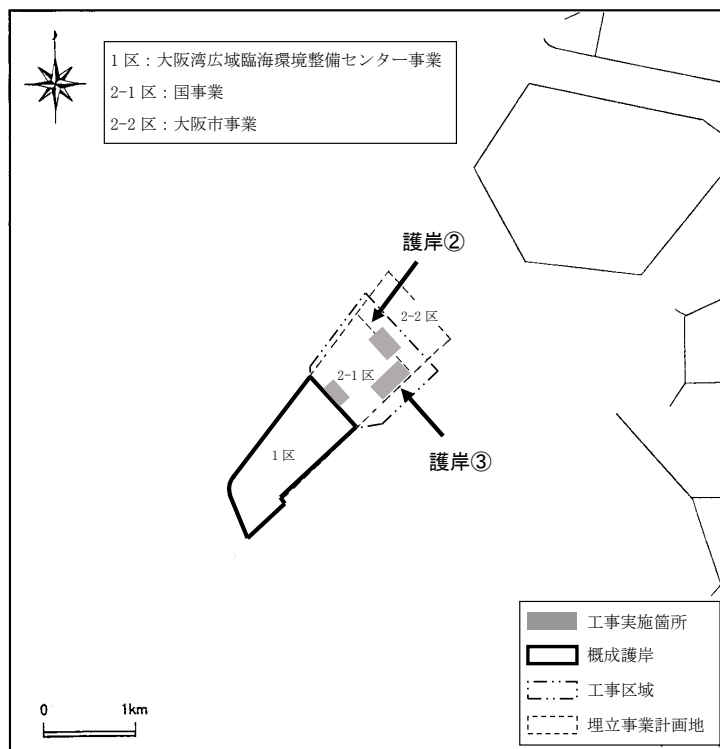 1 区：大阪湾広域臨海環境整備センター事業
2-1 区：国事業
2-2 区：大阪市事業
護岸②
2-2 区
2-1 区
護岸③
1 区
工事実施箇所
概成護岸
工事区域
埋立事業計画地
0 1km